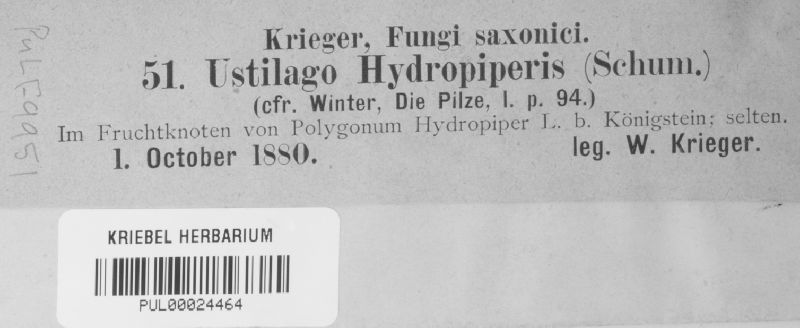 Krieger, Fungi saxonici.
51. Ustilago Hydropiperis (Schum.)
(cfr. Winter, Die Pilze, I. p. 94.)
Im Fruchtknoten von Polygonum Hydropiper L. b. Königstein; selten.
1. October 1880. leg. W. Krieger.
PULF9951
KRIEBEL HERBARIUM
PUL00024464